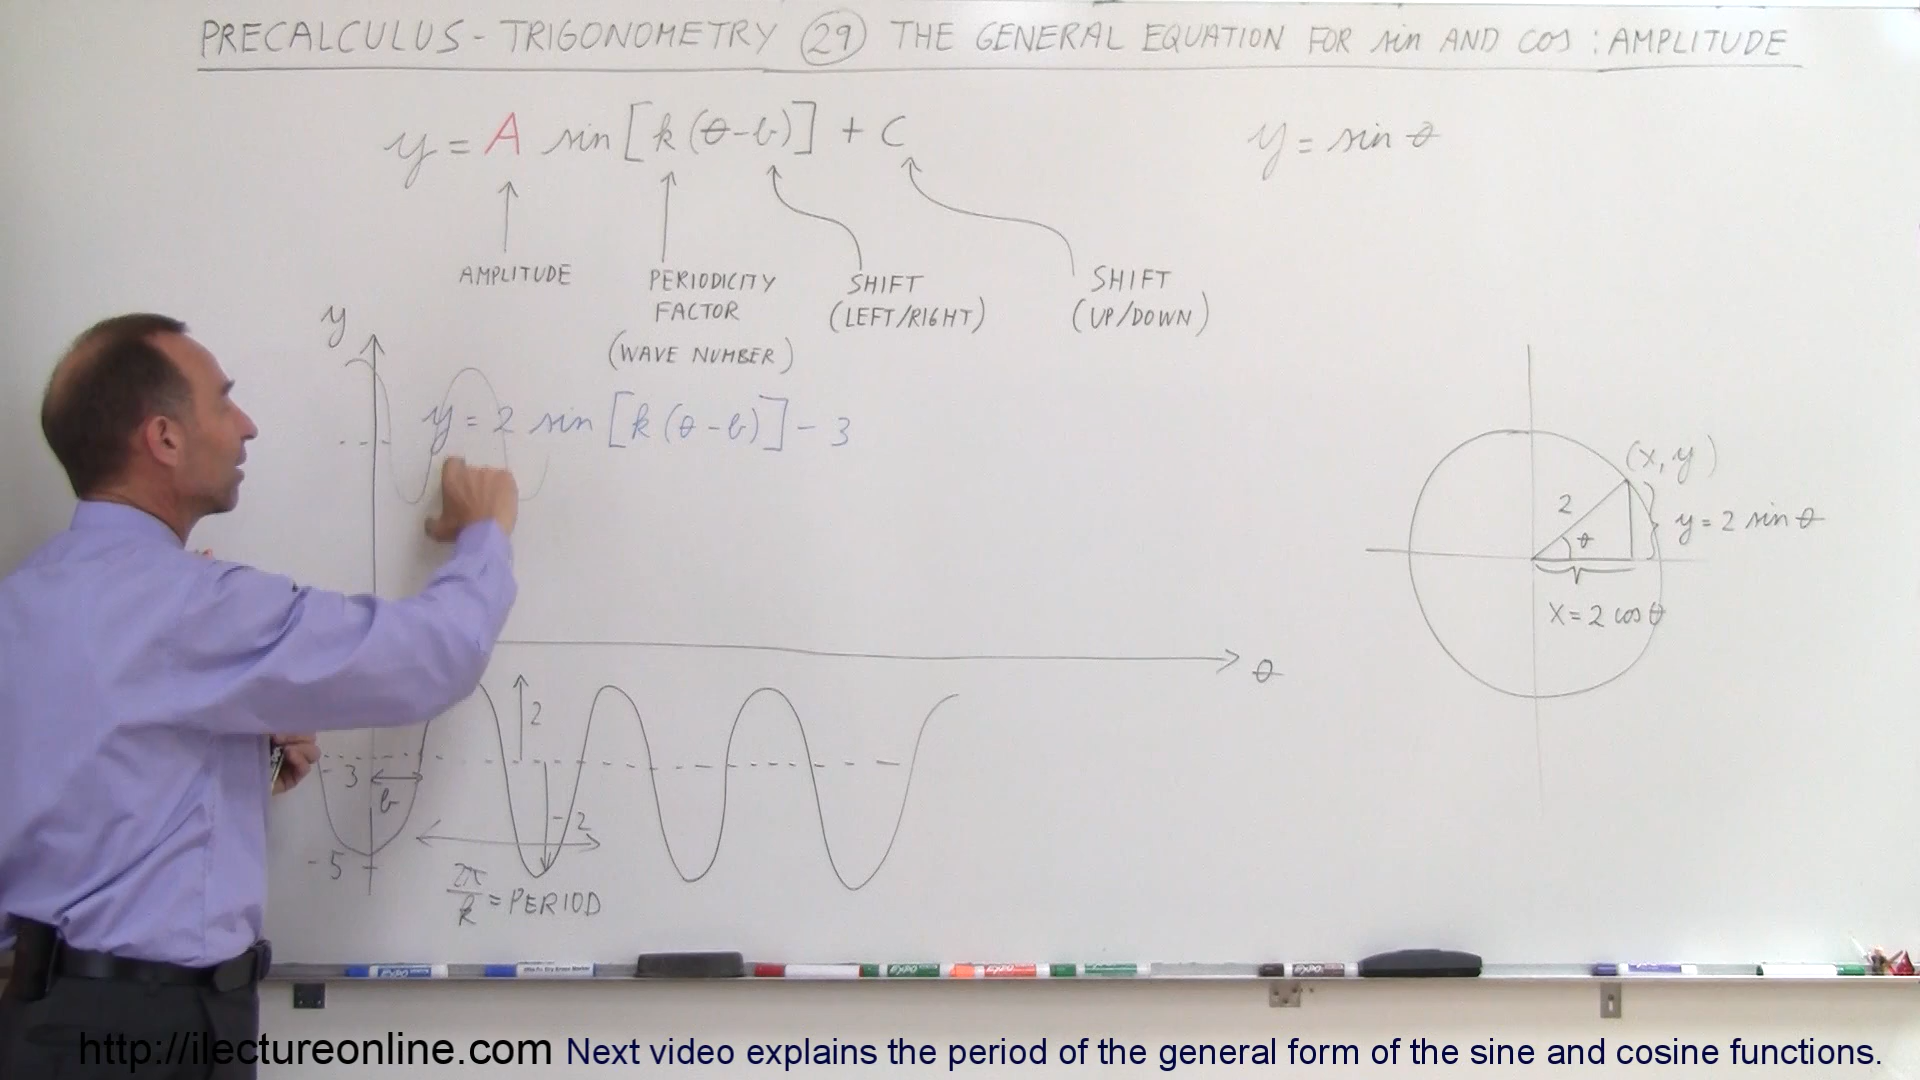 PRECALCULUS - TRIGONOMETRY 29 THE GENERAL EQUATION FOR sin AND cos : AMPLITUDE
y = A sin [k (θ-b)] + C
y = sin θ
AMPLITUDE
PERIODICITY
FACTOR
(WAVE NUMBER)
SHIFT
(LEFT/RIGHT)
SHIFT
(UP/DOWN)
y
y = 2 sin [k (θ - b)] - 3
(x, y)
2
θ
y = 2 sin θ
x = 2 cos θ
θ
2
-3
b
-2
-5
2π/k = PERIOD
http://ilectureonline.com Next video explains the period of the general form of the sine and cosine functions.